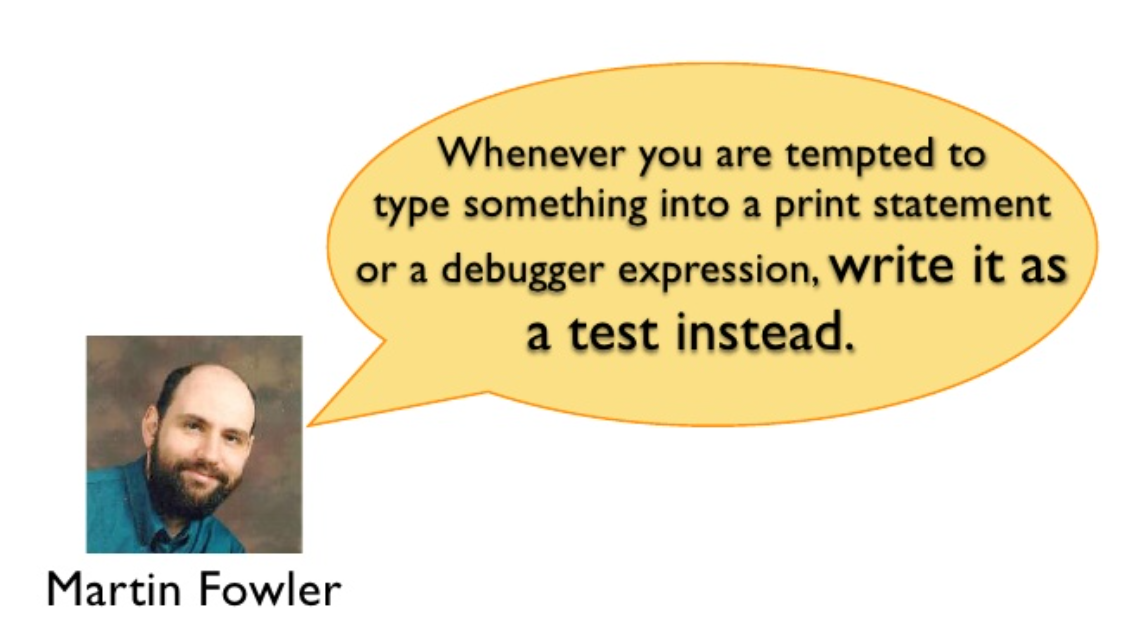 Whenever you are tempted to
type something into a print statement
or a debugger expression, write it as
a test instead.
Martin Fowler